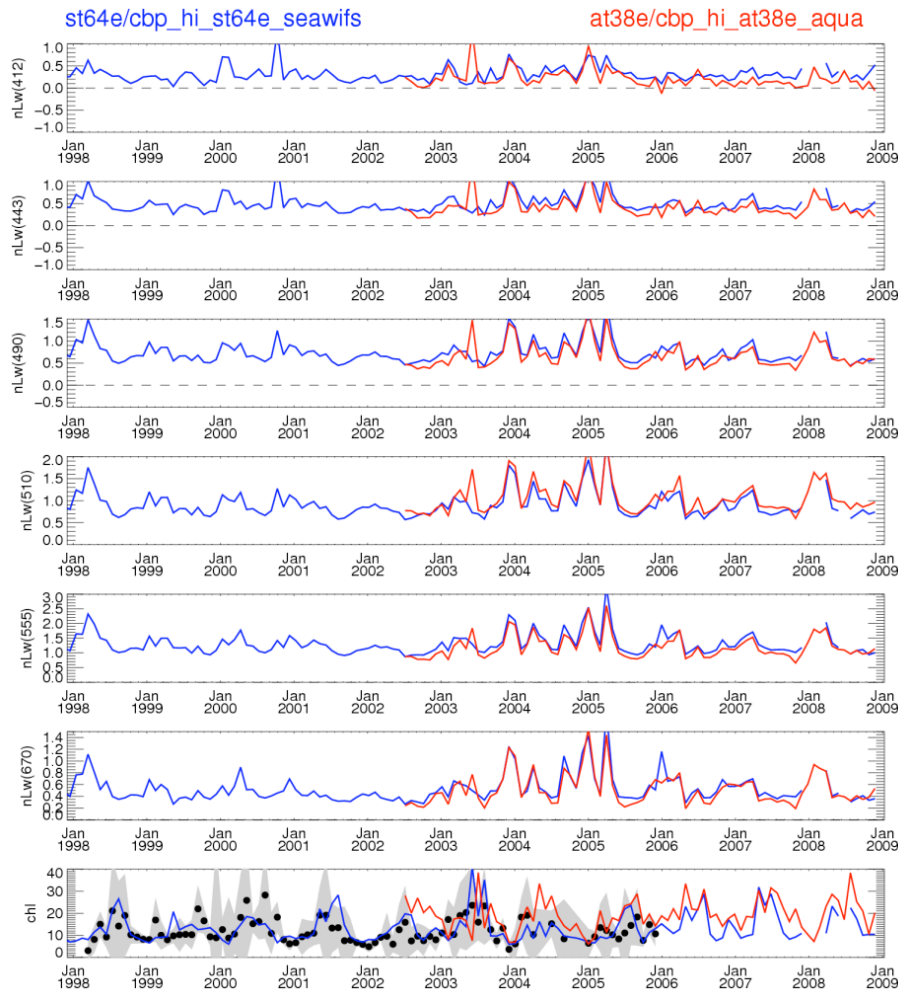 st64e/cbp_hi_st64e_seawifs at38e/cbp_hi_at38e_aqua
nLw(412)
1.0
0.5
0.0
−0.5
−1.0
Jan Jan Jan Jan Jan Jan Jan Jan Jan Jan Jan Jan
1998 1999 2000 2001 2002 2003 2004 2005 2006 2007 2008 2009
nLw(443)
1.0
0.5
0.0
−0.5
−1.0
Jan Jan Jan Jan Jan Jan Jan Jan Jan Jan Jan Jan
1998 1999 2000 2001 2002 2003 2004 2005 2006 2007 2008 2009
nLw(490)
1.5
1.0
0.5
0.0
−0.5
Jan Jan Jan Jan Jan Jan Jan Jan Jan Jan Jan Jan
1998 1999 2000 2001 2002 2003 2004 2005 2006 2007 2008 2009
nLw(510)
2.0
1.5
1.0
0.5
0.0
Jan Jan Jan Jan Jan Jan Jan Jan Jan Jan Jan Jan
1998 1999 2000 2001 2002 2003 2004 2005 2006 2007 2008 2009
nLw(555)
3.0
2.5
2.0
1.5
1.0
0.5
0.0
Jan Jan Jan Jan Jan Jan Jan Jan Jan Jan Jan Jan
1998 1999 2000 2001 2002 2003 2004 2005 2006 2007 2008 2009
nLw(670)
1.4
1.2
1.0
0.8
0.6
0.4
Jan Jan Jan Jan Jan Jan Jan Jan Jan Jan Jan Jan
1998 1999 2000 2001 2002 2003 2004 2005 2006 2007 2008 2009
chl
40
30
20
10
0
Jan Jan Jan Jan Jan Jan Jan Jan Jan Jan Jan Jan
1998 1999 2000 2001 2002 2003 2004 2005 2006 2007 2008 2009